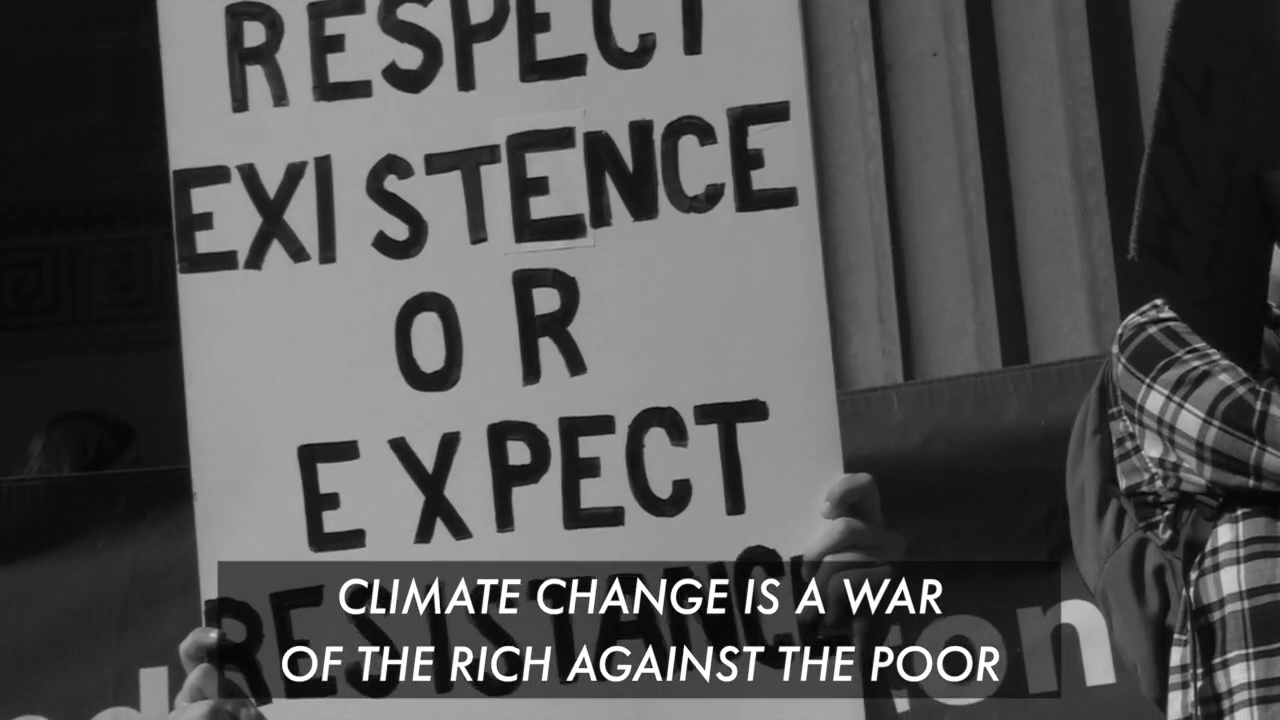 RESPECT
EXISTENCE
OR
EXPECT
RESISTANCE
CLIMATE CHANGE IS A WAR
OF THE RICH AGAINST THE POOR